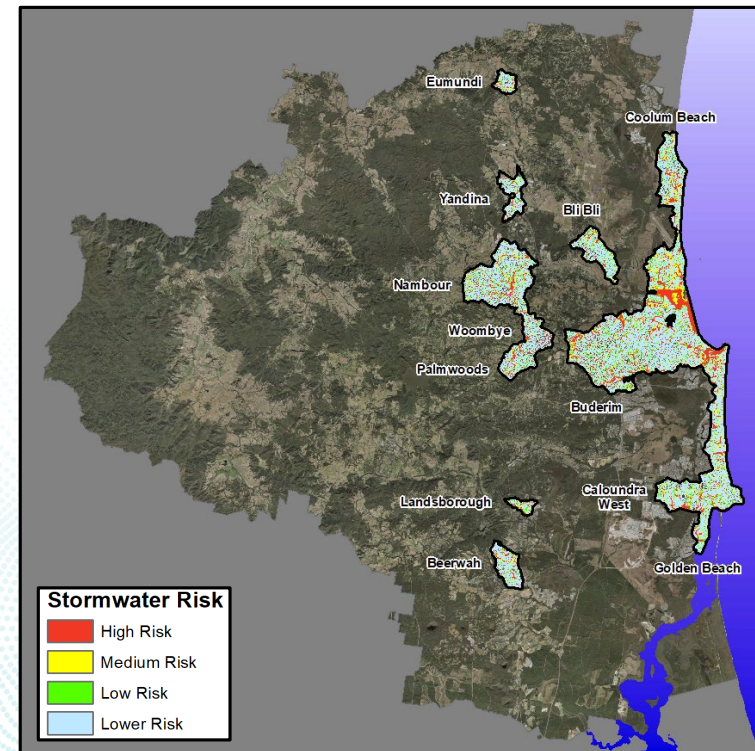 Eumundi
Coolum Beach
Yandina
Bli Bli
Nambour
Woombye
Palmwoods
Buderim
Landsborough
Caloundra
West
Beerwah
Golden Beach
Stormwater Risk
High Risk
Medium Risk
Low Risk
Lower Risk